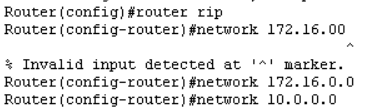 Router(config)#router rip
Router(config-router)#network 172.16.00
^
% Invalid input detected at '^' marker.
Router(config-router)#network 172.16.0.0
Router(config-router)#network 10.0.0.0